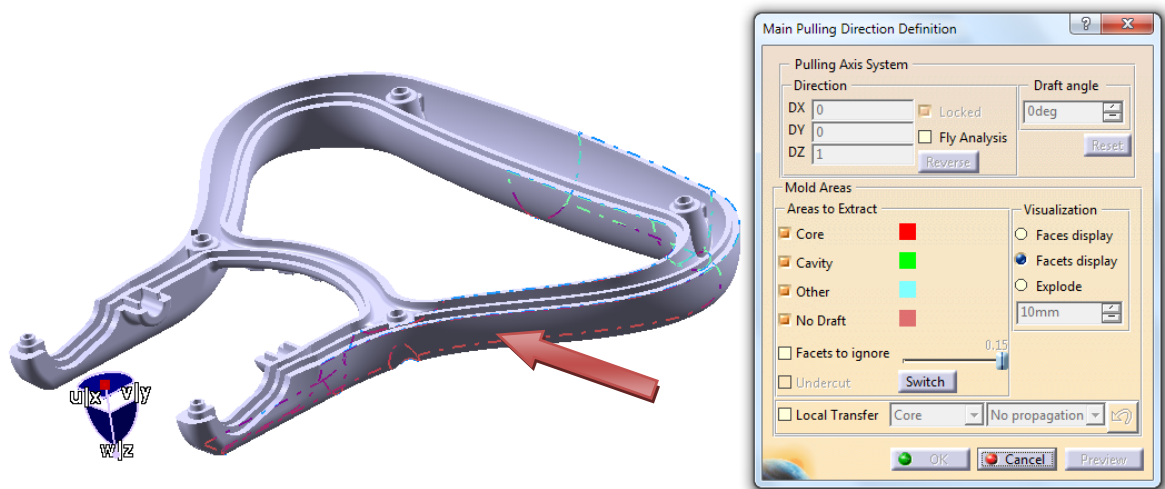 Main Pulling Direction Definition
Pulling Axis System
Direction
Draft angle
DX 0
Locked
0deg
DY 0
Fly Analysis
DZ 1
Reverse
Reset
Mold Areas
Areas to Extract
Visualization
Core
Faces display
Cavity
Facets display
Other
Explode
No Draft
10mm
0.15
Facets to ignore
Undercut
Switch
Local Transfer
Core
No propagation
OK
Cancel
Preview
u|x
v|y
w|z